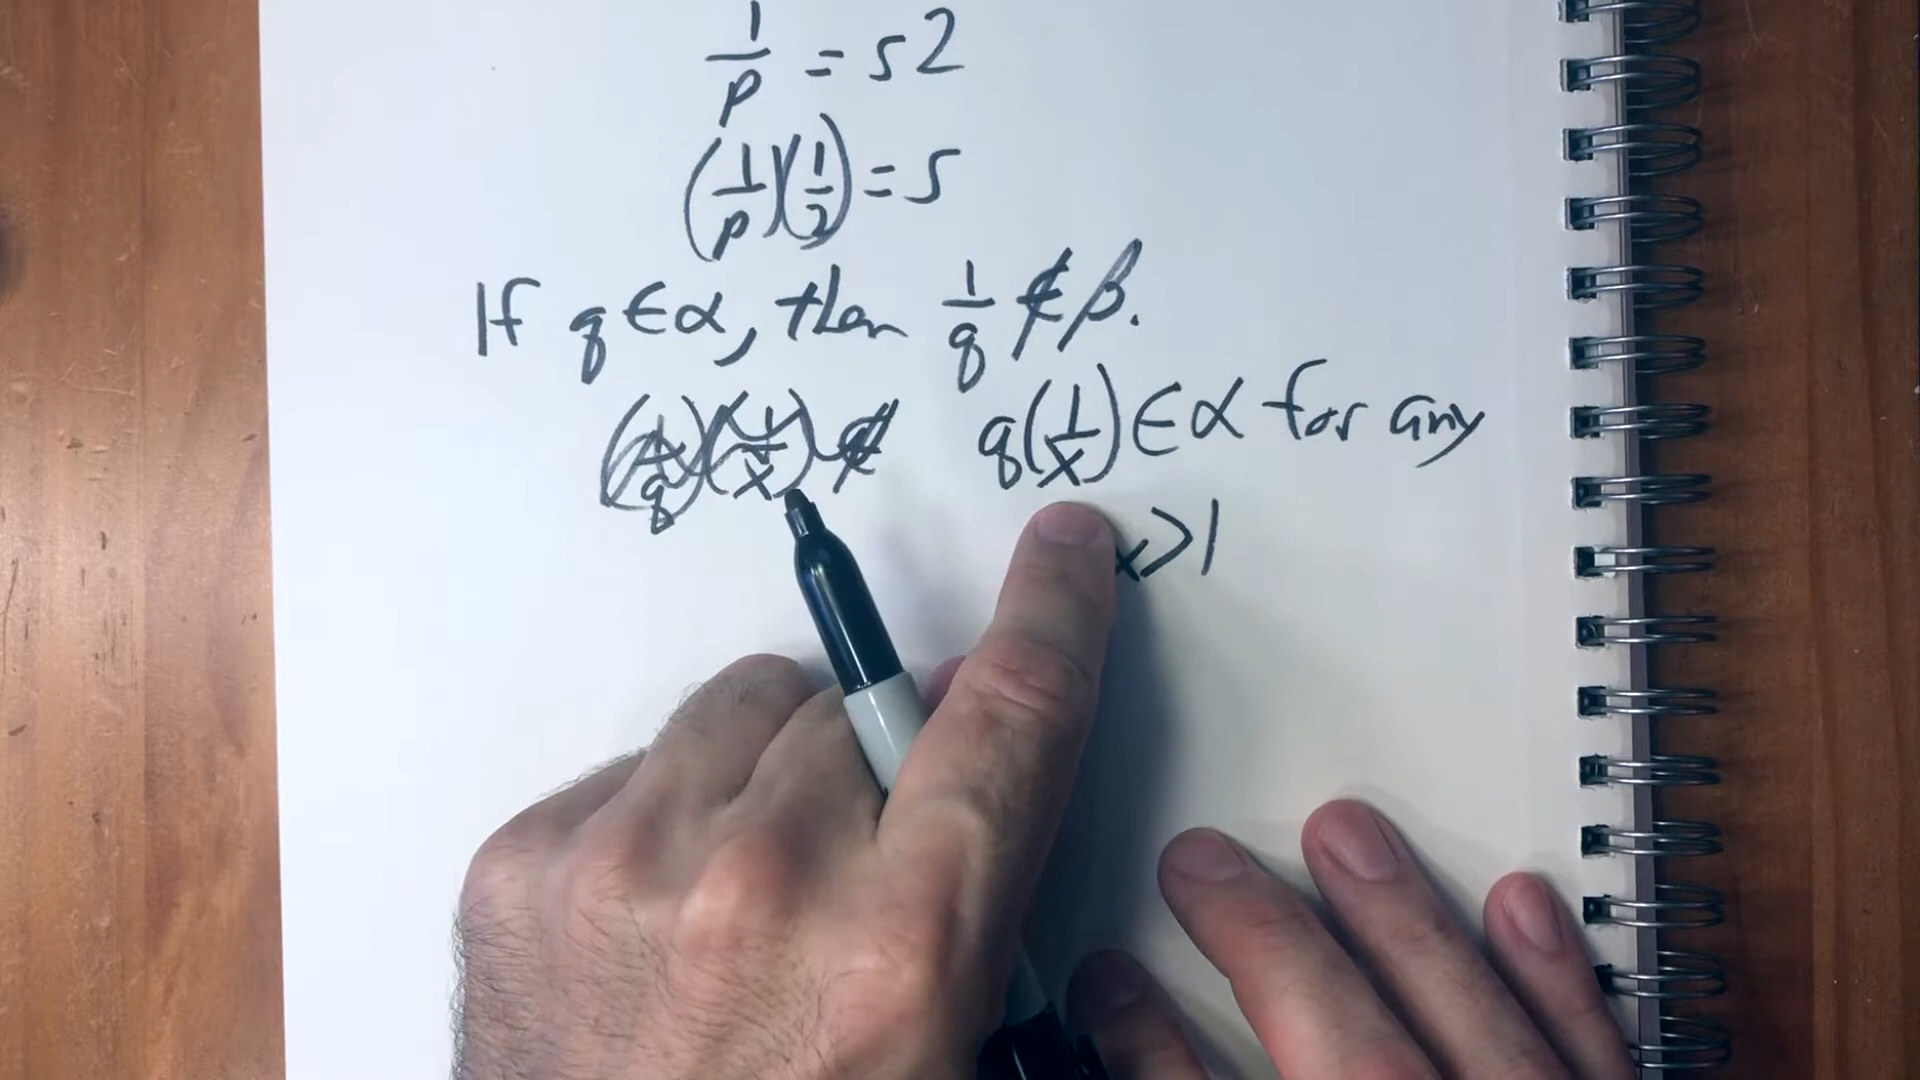 1/p = s2
(1/p)(1/2) = s
If q ∈ α, then 1/q ∉ β.
q(1/x) ∈ α for any
x > 1